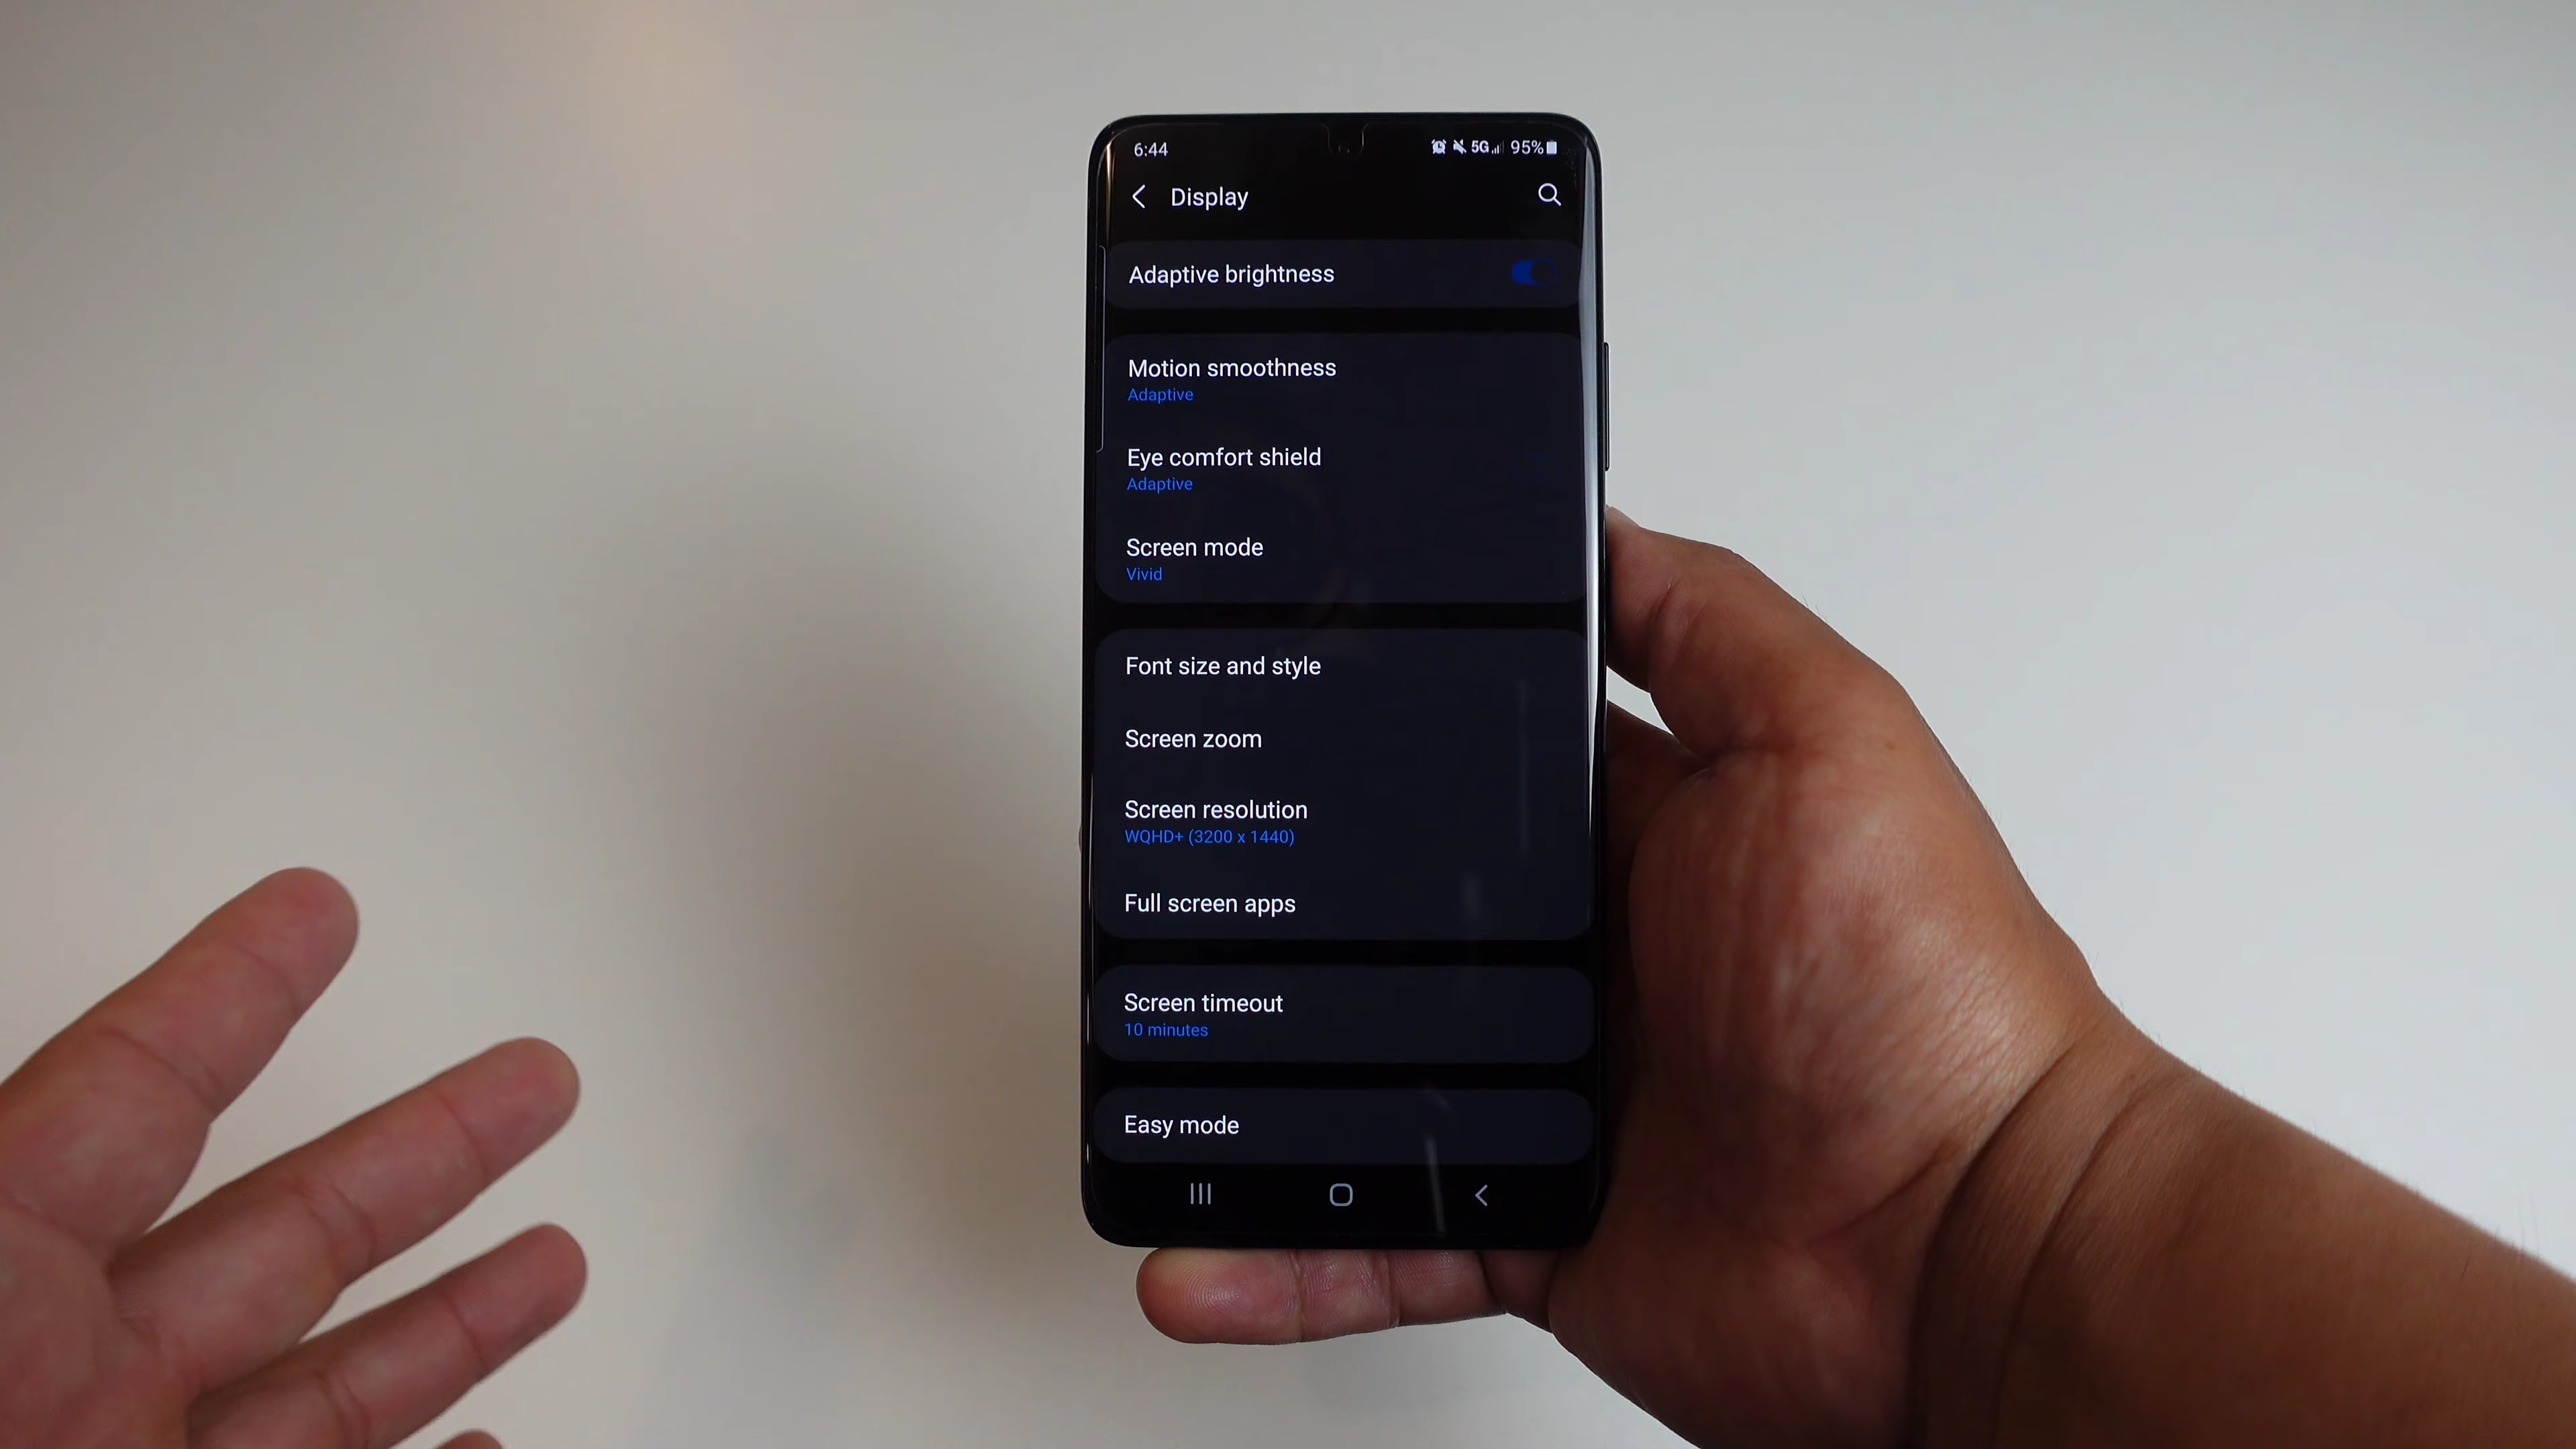 6:44 5G 95%
Display
Adaptive brightness
Motion smoothness
Adaptive
Eye comfort shield
Adaptive
Screen mode
Vivid
Font size and style
Screen zoom
Screen resolution
WQHD+ (3200 x 1440)
Full screen apps
Screen timeout
10 minutes
Easy mode